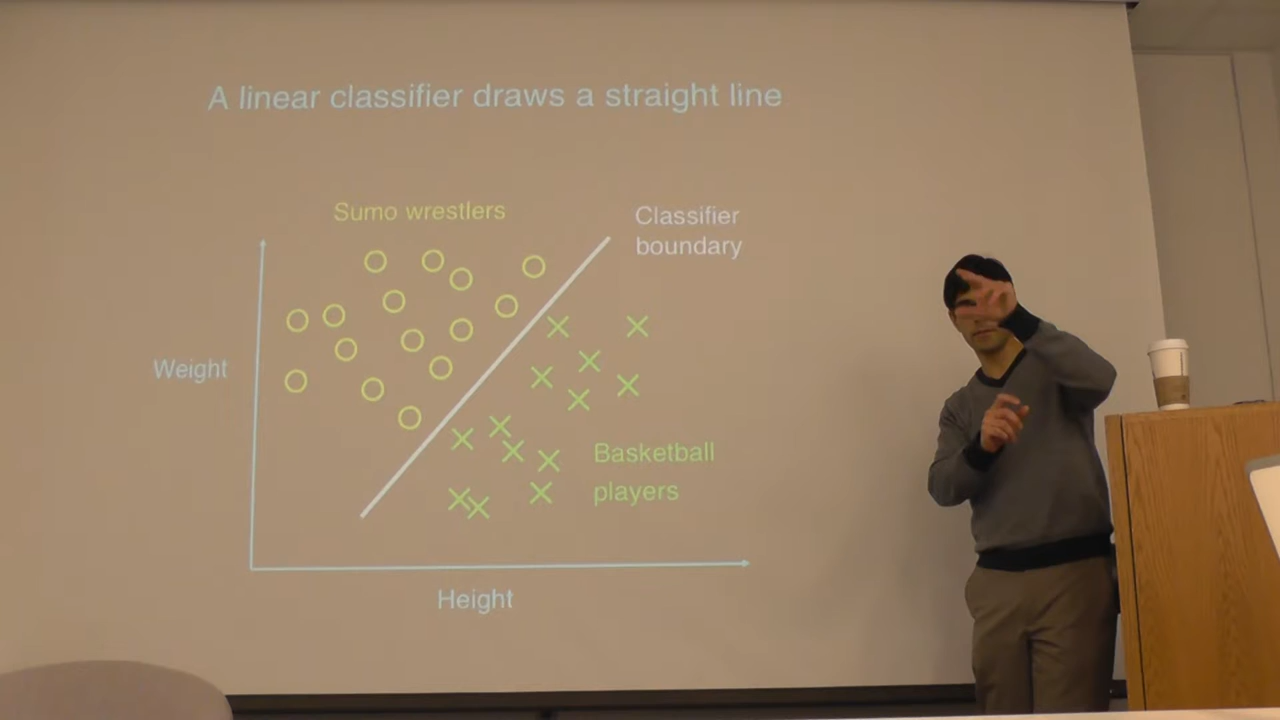 A linear classifier draws a straight line
Sumo wrestlers
Classifier
boundary
Weight
Basketball
players
Height